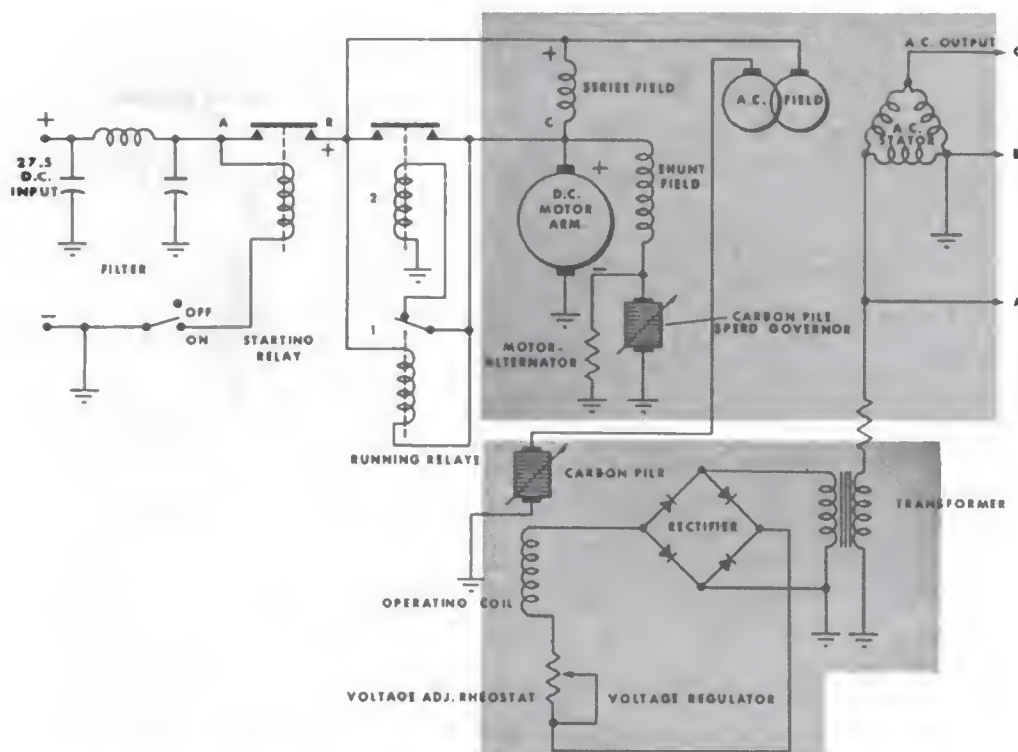 A.C. OUTPUT
+
SERIES FIELD
A.C. FIELD
A.C.
STATOR
A
R
C
+
+
+
27.5
D.C.
INPUT
2
D.C.
MOTOR
ARM.
SHUNT
FIELD
FILTER
−
−
OFF
ON
STARTING
RELAY
1
MOTOR-
ALTERNATOR
CARBON PILE
SPEED GOVERNOR
A
RUNNING RELAYS
CARBON PILE
RECTIFIER
TRANSFORMER
OPERATING COIL
VOLTAGE ADJ. RHEOSTAT
VOLTAGE REGULATOR